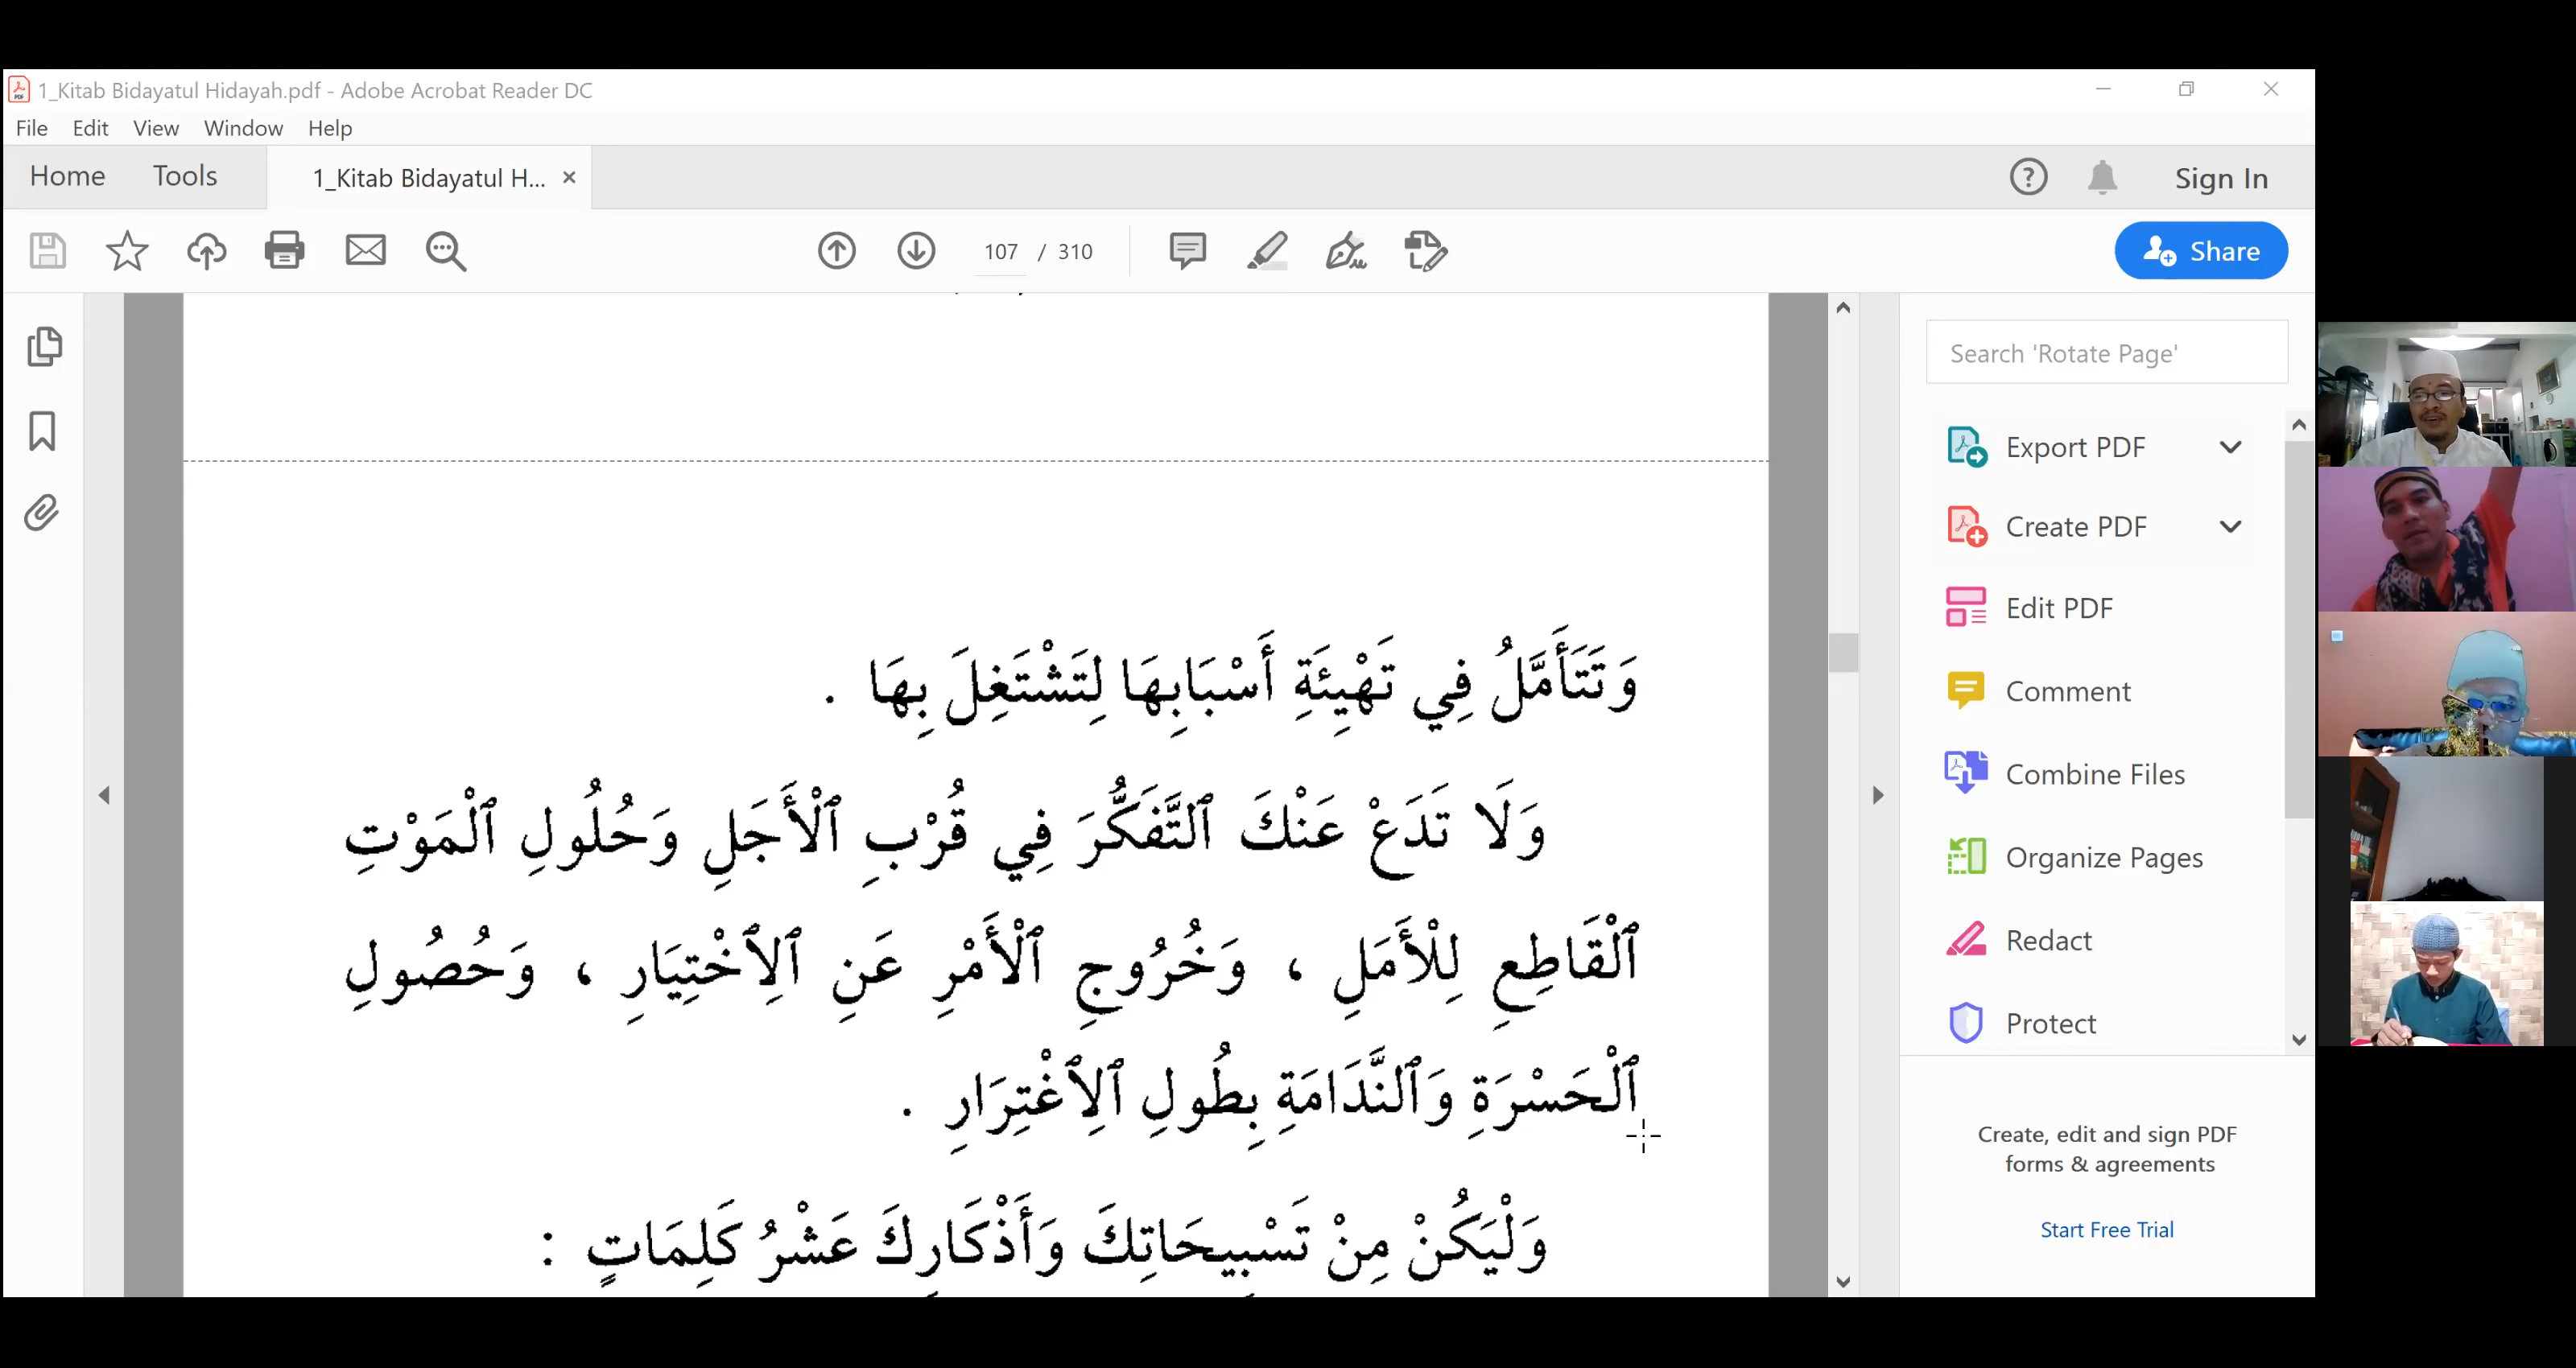 1_Kitab Bidayatul Hidayah.pdf - Adobe Acrobat Reader DC
File Edit View Window Help
Home Tools 1_Kitab Bidayatul H... Sign In
107 / 310 Share
Search 'Rotate Page'
Export PDF
Create PDF
Edit PDF
Comment
Combine Files
Organize Pages
Redact
Protect
Create, edit and sign PDF
forms & agreements
Start Free Trial
وَتَتَأَمَّلُ فِي تَهْيِئَةِ أَسْبَابِهَا لِتَشْتَغِلَ بِهَا .
وَلَا تَدَعْ عَنْكَ ٱلتَّفَكُّرَ فِي قُرْبِ ٱلْأَجَلِ وَحُلُولِ ٱلْمَوْتِ
ٱلْقَاطِعِ لِلْأَمَلِ ، وَخُرُوجِ ٱلْأَمْرِ عَنِ ٱلِٱخْتِيَارِ ، وَحُصُولِ
ٱلْحَسْرَةِ وَٱلنَّدَامَةِ بِطُولِ ٱلِٱغْتِرَارِ .
وَلْيَكُنْ مِنْ تَسْبِيحَاتِكَ وَأَذْكَارِكَ عَشْرُ كَلِمَاتٍ :